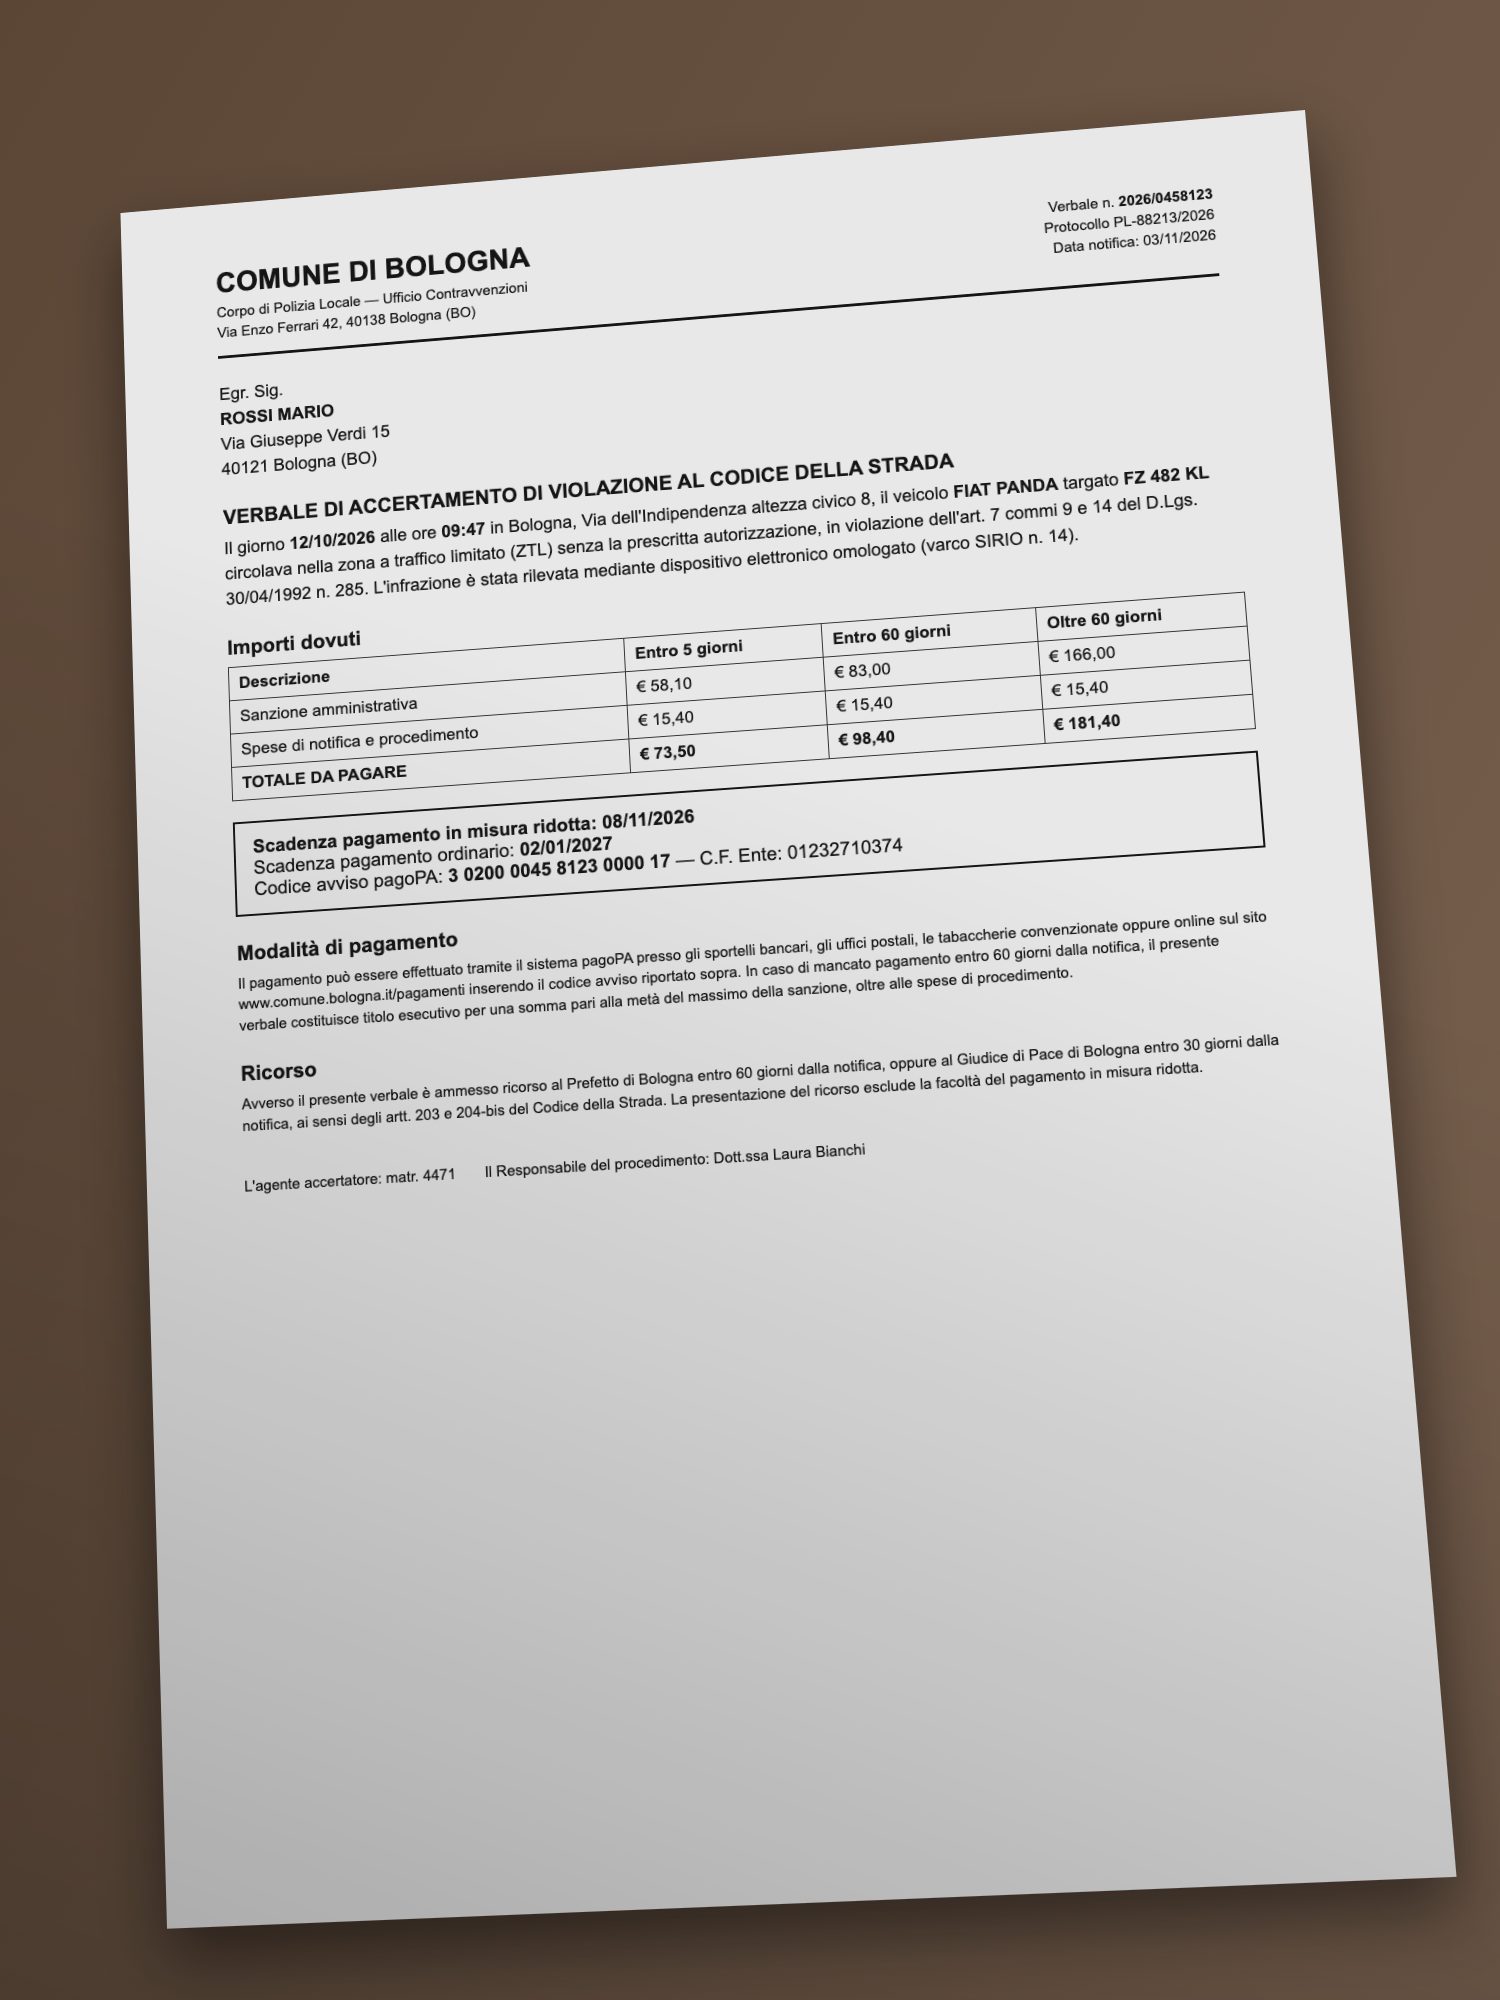 Verbale n. 2026/0458123
Protocollo PL-88213/2026
Data notifica: 03/11/2026
COMUNE DI BOLOGNA
Corpo di Polizia Locale — Ufficio Contravvenzioni
Via Enzo Ferrari 42, 40138 Bologna (BO)
Egr. Sig.
ROSSI MARIO
Via Giuseppe Verdi 15
40121 Bologna (BO)
VERBALE DI ACCERTAMENTO DI VIOLAZIONE AL CODICE DELLA STRADA
Il giorno 12/10/2026 alle ore 09:47 in Bologna, Via dell'Indipendenza altezza civico 8, il veicolo FIAT PANDA targato FZ 482 KL
circolava nella zona a traffico limitato (ZTL) senza la prescritta autorizzazione, in violazione dell'art. 7 commi 9 e 14 del D.Lgs.
30/04/1992 n. 285. L'infrazione è stata rilevata mediante dispositivo elettronico omologato (varco SIRIO n. 14).
Importi dovuti
Descrizione Entro 5 giorni Entro 60 giorni Oltre 60 giorni
Sanzione amministrativa € 58,10 € 83,00 € 166,00
Spese di notifica e procedimento € 15,40 € 15,40 € 15,40
TOTALE DA PAGARE € 73,50 € 98,40 € 181,40
Scadenza pagamento in misura ridotta: 08/11/2026
Scadenza pagamento ordinario: 02/01/2027
Codice avviso pagoPA: 3 0200 0045 8123 0000 17 — C.F. Ente: 01232710374
Modalità di pagamento
Il pagamento può essere effettuato tramite il sistema pagoPA presso gli sportelli bancari, gli uffici postali, le tabaccherie convenzionate oppure online sul sito
www.comune.bologna.it/pagamenti inserendo il codice avviso riportato sopra. In caso di mancato pagamento entro 60 giorni dalla notifica, il presente
verbale costituisce titolo esecutivo per una somma pari alla metà del massimo della sanzione, oltre alle spese di procedimento.
Ricorso
Avverso il presente verbale è ammesso ricorso al Prefetto di Bologna entro 60 giorni dalla notifica, oppure al Giudice di Pace di Bologna entro 30 giorni dalla
notifica, ai sensi degli artt. 203 e 204-bis del Codice della Strada. La presentazione del ricorso esclude la facoltà del pagamento in misura ridotta.
L'agente accertatore: matr. 4471 Il Responsabile del procedimento: Dott.ssa Laura Bianchi